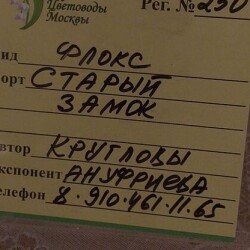 Цветоводы
Москвы
Рег. № 250
ид ФЛОКС
орт СТАРЫЙ
ЗАМОК
втор КРУГЛОВЫ
кспонент АНУФРИЕВА
елефон 8·910·461·11·65